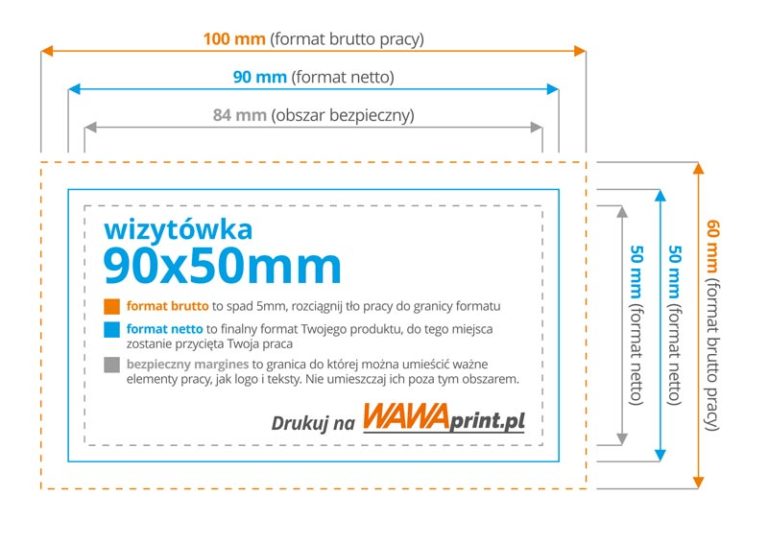 100 mm (format brutto pracy)
90 mm (format netto)
84 mm (obszar bezpieczny)
wizytówka
90x50mm
format brutto to spad 5mm, rozciągnij tło pracy do granicy formatu
format netto to finalny format Twojego produktu, do tego miejsca
zostanie przycięta Twoja praca
bezpieczny margines to granica do której można umieścić ważne
elementy pracy, jak logo i teksty. Nie umieszczaj ich poza tym obszarem.
Drukuj na WAWAprint.pl
50 mm (format netto)
50 mm (format netto)
60 mm (format brutto pracy)